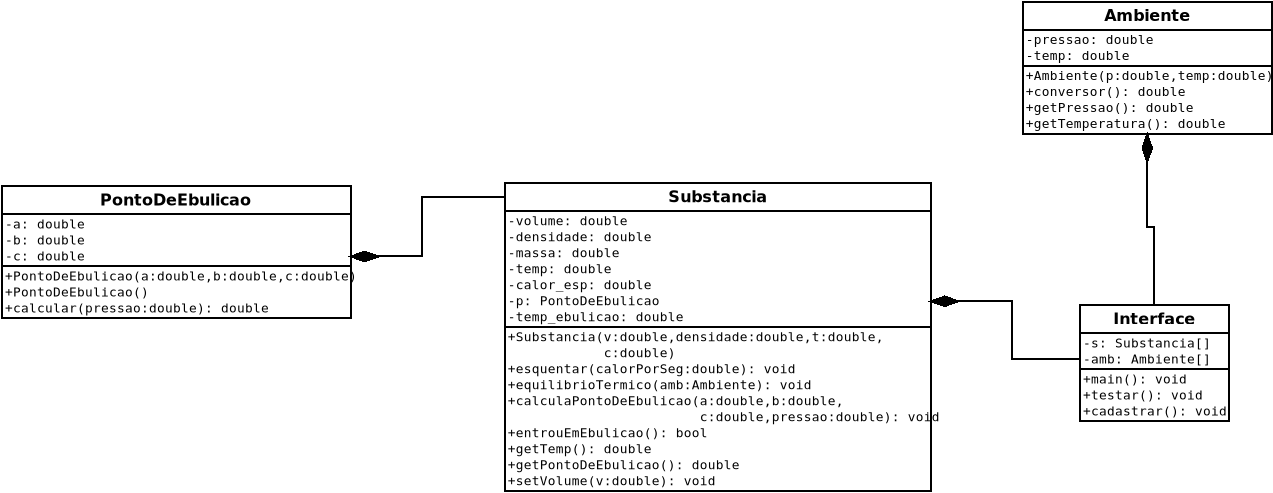 Ambiente
-pressao: double
-temp: double
+Ambiente(p:double,temp:double)
+conversor(): double
+getPressao(): double
+getTemperatura(): double
PontoDeEbulicao
-a: double
-b: double
-c: double
+PontoDeEbulicao(a:double,b:double,c:double)
+PontoDeEbulicao()
+calcular(pressao:double): double
Substancia
-volume: double
-densidade: double
-massa: double
-temp: double
-calor_esp: double
-p: PontoDeEbulicao
-temp_ebulicao: double
+Substancia(v:double,densidade:double,t:double,
c:double)
+esquentar(calorPorSeg:double): void
+equilibrioTermico(amb:Ambiente): void
+calculaPontoDeEbulicao(a:double,b:double,
c:double,pressao:double): void
+entrouEmEbulicao(): bool
+getTemp(): double
+getPontoDeEbulicao(): double
+setVolume(v:double): void
Interface
-s: Substancia[]
-amb: Ambiente[]
+main(): void
+testar(): void
+cadastrar(): void